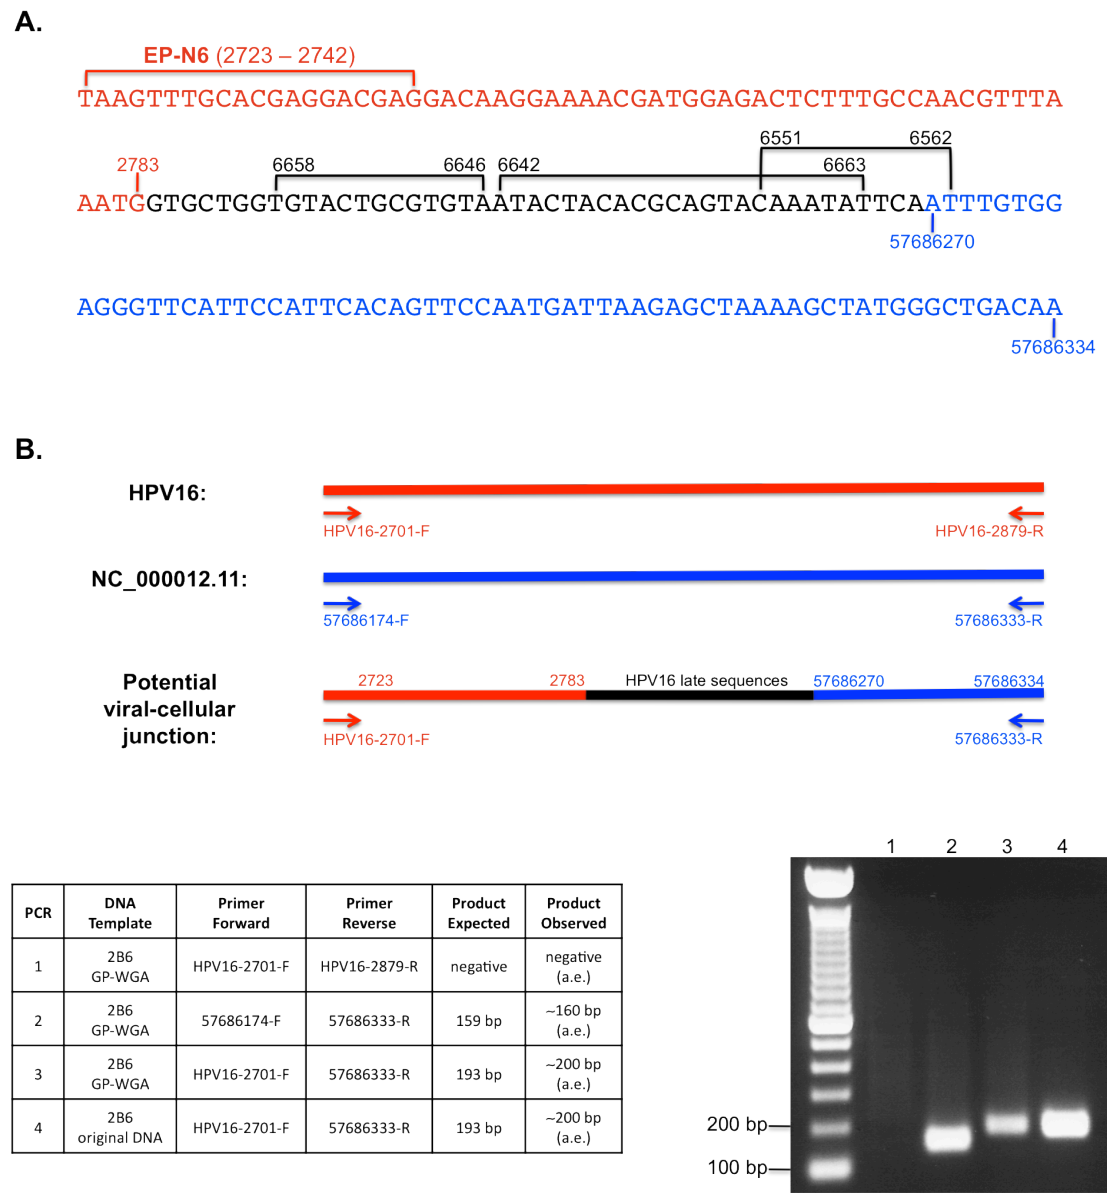 A.
EP-N6 (2723 – 2742)
TAAGTTTGCACGAGGACGAGGACAAGGAAAACGATGGAGACTCTTTGCCAACGTTTA
6551 6562
2783 6658 6646 6642 6663
AATGGTGCTGGTGTACTGCGTGTAATACTACACGCAGTACAAATATTCAATTTGTGG
57686270
AGGGTTCATTCCATTCACAGTTCCAATGATTAAGAGCTAAAAGCTATGGGCTGACAA
57686334
B.
HPV16:
HPV16-2701-F HPV16-2879-R
NC_000012.11:
57686174-F 57686333-R
Potential
viral-cellular
junction:
2723 2783 HPV16 late sequences 57686270 57686334
HPV16-2701-F 57686333-R
PCR DNA Template Primer Forward Primer Reverse Product Expected Product Observed
1 2B6 GP-WGA HPV16-2701-F HPV16-2879-R negative negative (a.e.)
2 2B6 GP-WGA 57686174-F 57686333-R 159 bp ~160 bp (a.e.)
3 2B6 GP-WGA HPV16-2701-F 57686333-R 193 bp ~200 bp (a.e.)
4 2B6 original DNA HPV16-2701-F 57686333-R 193 bp ~200 bp (a.e.)
1 2 3 4
200 bp
100 bp